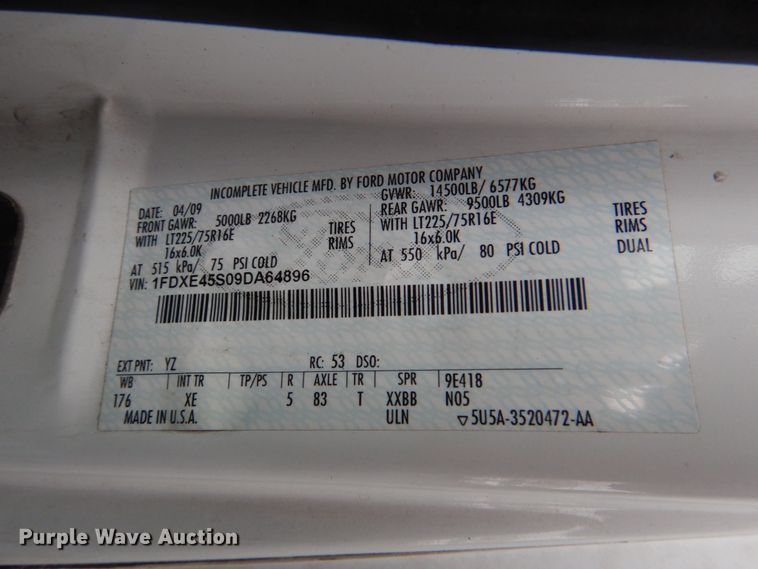 INCOMPLETE VEHICLE MFD. BY FORD MOTOR COMPANY
DATE: 04/09 GVWR: 14500LB/ 6577KG
FRONT GAWR: 5000LB 2268KG REAR GAWR: 9500LB 4309KG
WITH LT225/75R16E TIRES WITH LT225/75R16E TIRES
16x6.0K RIMS 16x6.0K RIMS
AT 515 kPa/ 75 PSI COLD AT 550 kPa/ 80 PSI COLD DUAL
VIN: 1FDXE45S09DA64896
EXT PNT: YZ RC: 53 DSO:
WB INT TR TP/PS R AXLE TR SPR 9E418
176 XE 5 83 T XXBB N05
MADE IN U.S.A. ULN ▽5U5A-3520472-AA
Purple Wave Auction